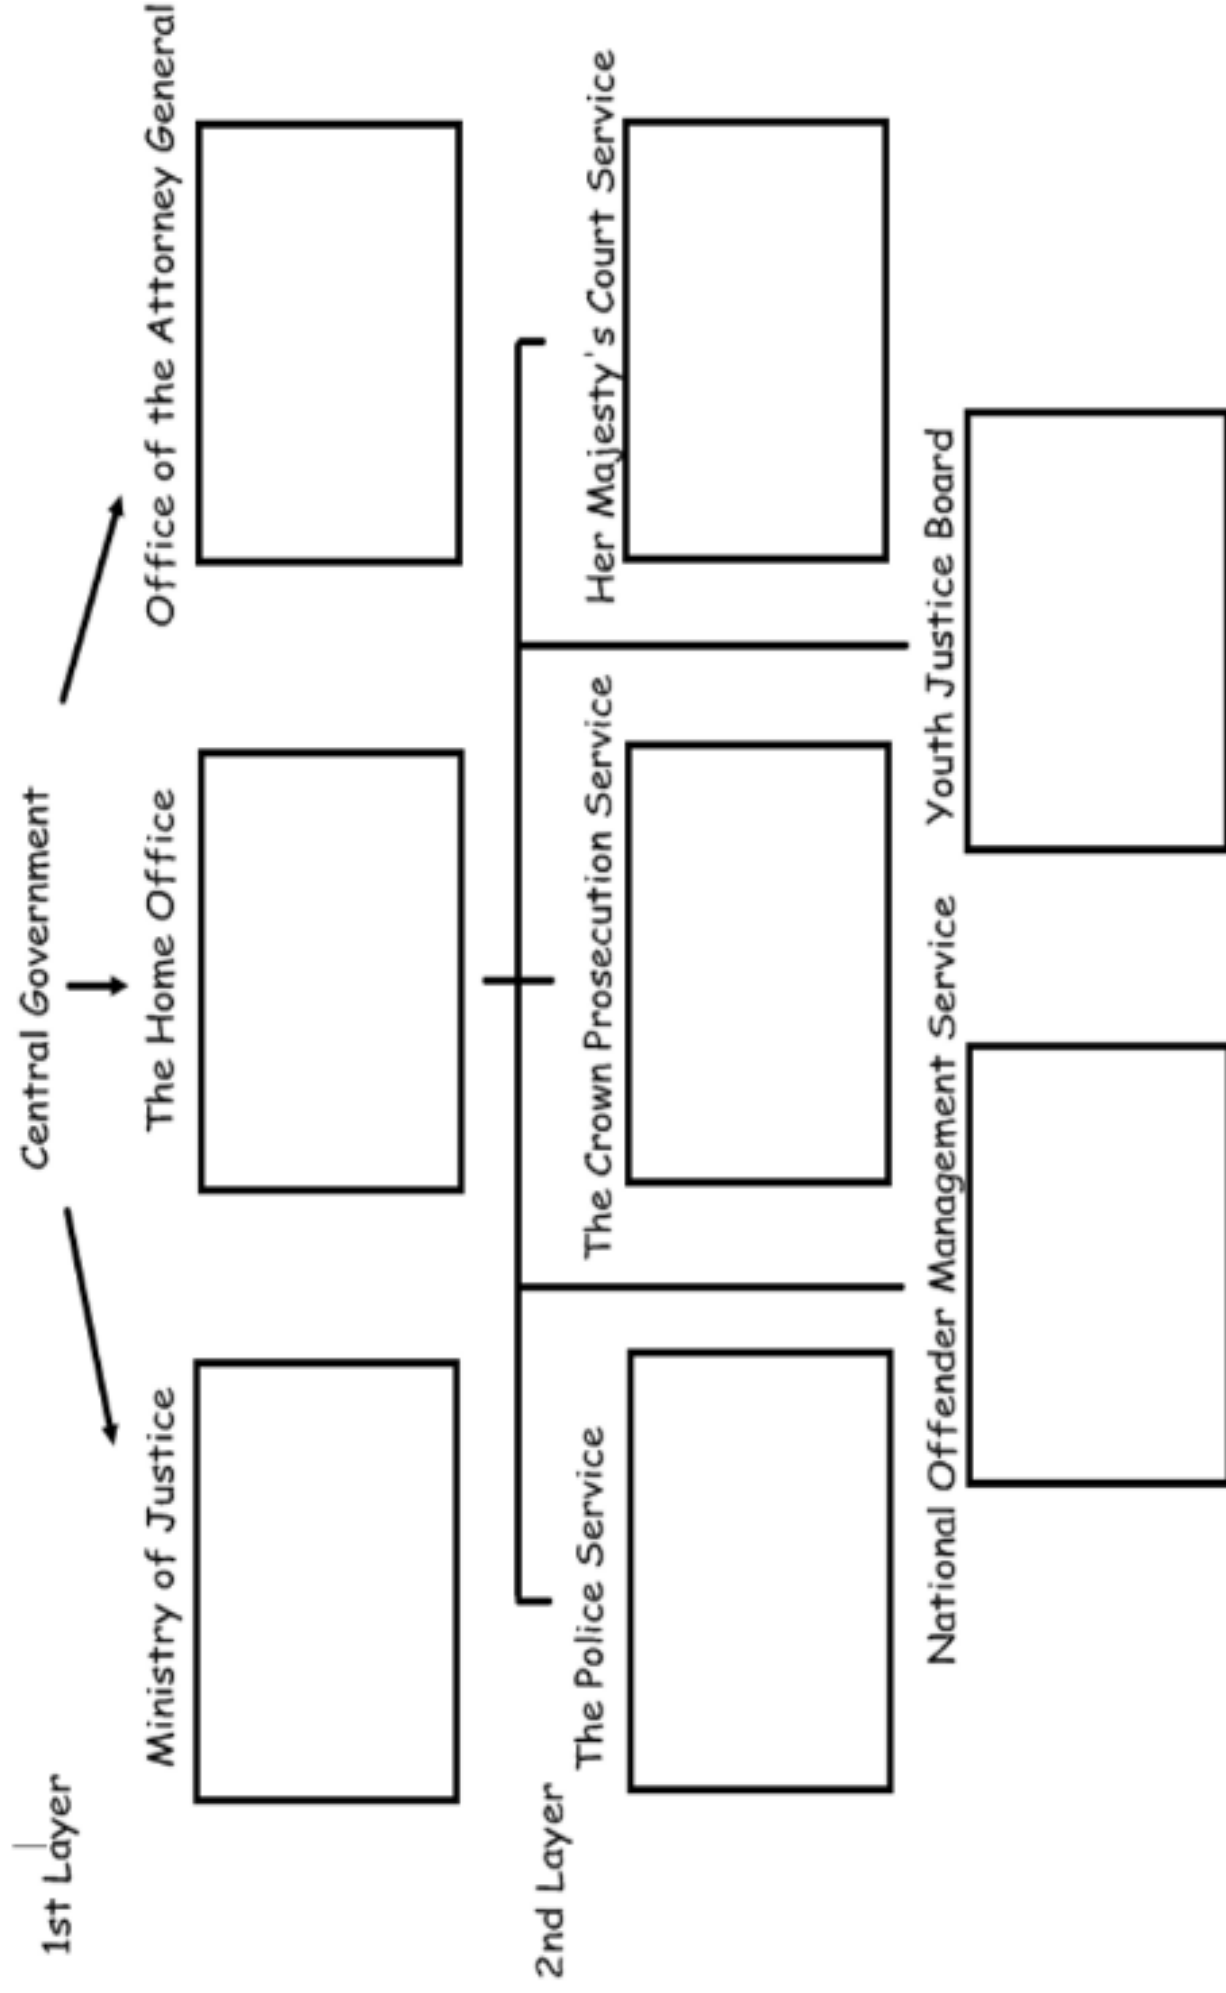 1st Layer
Central Government
Ministry of Justice
The Home Office
Office of the Attorney General
2nd Layer
The Police Service
The Crown Prosecution Service
Her Majesty's Court Service
National Offender Management Service
Youth Justice Board